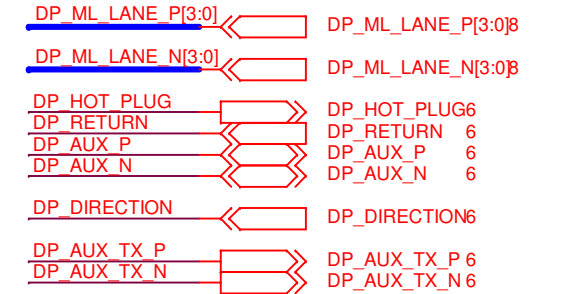 DP_ML_LANE_P[3:0] DP_ML_LANE_P[3:0]8
DP_ML_LANE_N[3:0] DP_ML_LANE_N[3:0]8
DP_HOT_PLUG DP_HOT_PLUG6
DP_RETURN DP_RETURN 6
DP_AUX_P DP_AUX_P 6
DP_AUX_N DP_AUX_N 6
DP_DIRECTION DP_DIRECTION6
DP_AUX_TX_P DP_AUX_TX_P 6
DP_AUX_TX_N DP_AUX_TX_N 6